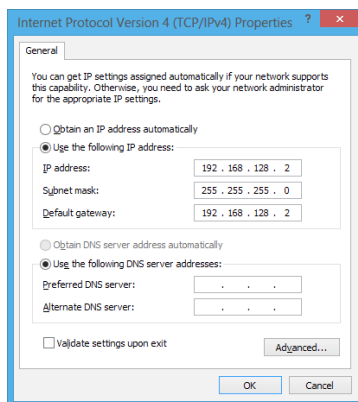 Internet Protocol Version 4 (TCP/IPv4) Properties ? ×
General
You can get IP settings assigned automatically if your network supports
this capability. Otherwise, you need to ask your network administrator
for the appropriate IP settings.
Obtain an IP address automatically
Use the following IP address:
IP address: 192 . 168 . 128 . 2
Subnet mask: 255 . 255 . 255 . 0
Default gateway: 192 . 168 . 128 . 2
Obtain DNS server address automatically
Use the following DNS server addresses:
Preferred DNS server: . . .
Alternate DNS server: . . .
Validate settings upon exit
Advanced...
OK Cancel